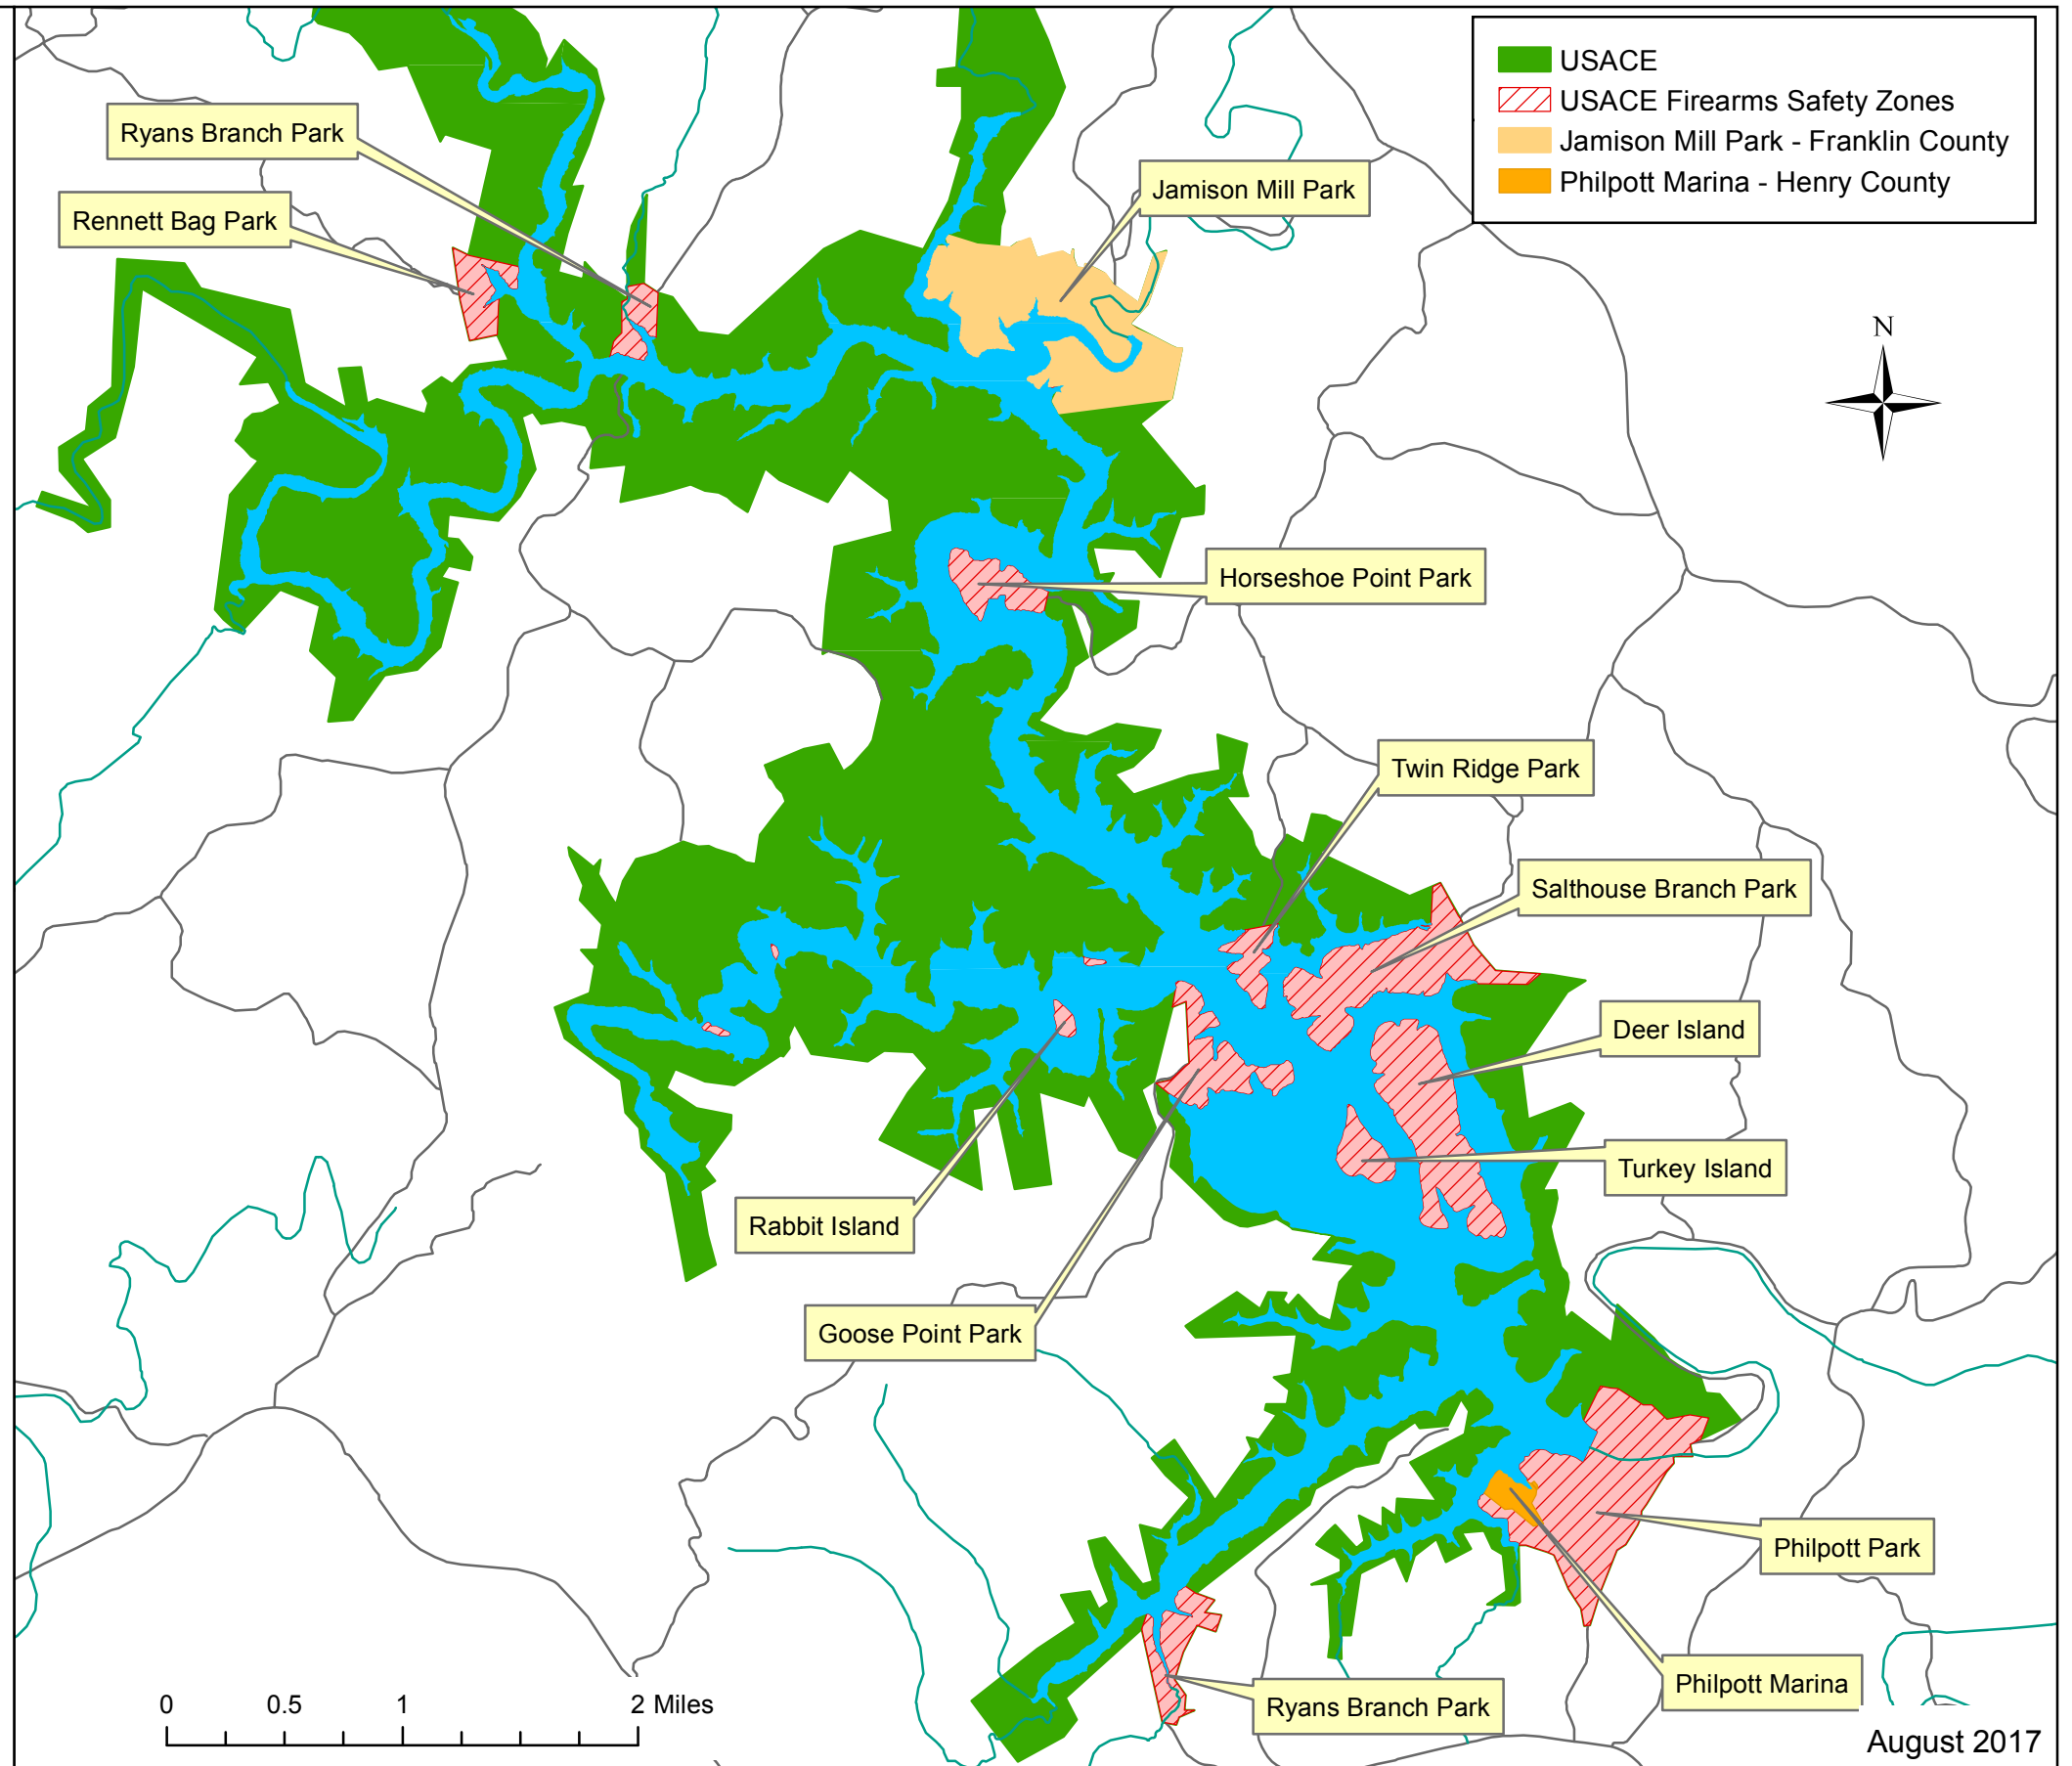 USACE
USACE Firearms Safety Zones
Jamison Mill Park - Franklin County
Philpott Marina - Henry County
Ryans Branch Park
Jamison Mill Park
Rennett Bag Park
N
Horseshoe Point Park
Twin Ridge Park
Salthouse Branch Park
Deer Island
Turkey Island
Rabbit Island
Goose Point Park
Philpott Park
Philpott Marina
Ryans Branch Park
0 0.5 1 2 Miles
August 2017